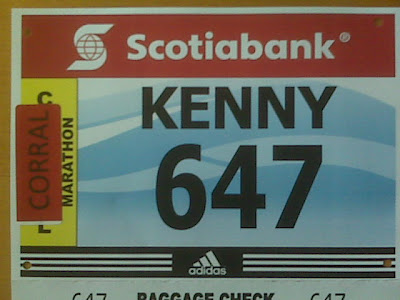 Scotiabank®
KENNY
647
CORRAL
MARATHON
adidas
647 BAGGAGE CHECK 647